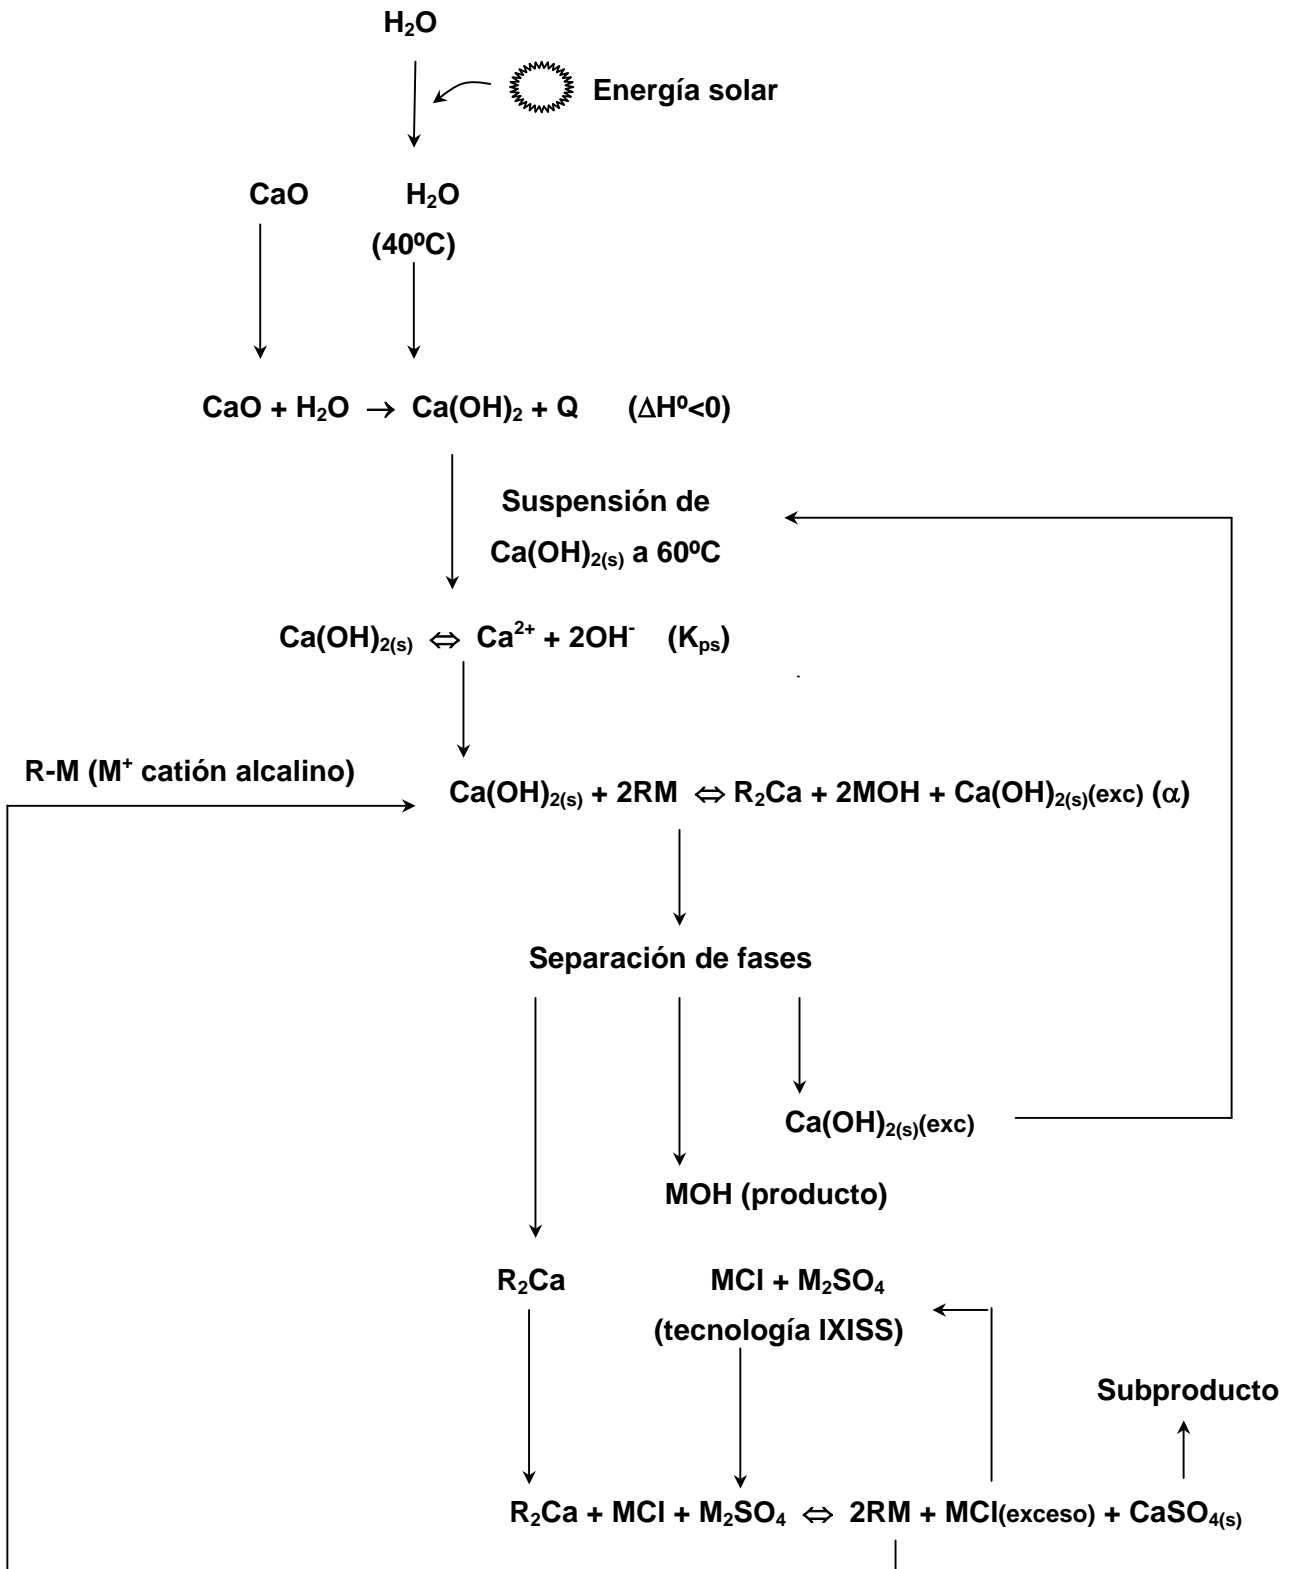 H₂O
Energía solar
CaO H₂O
(40ºC)
CaO + H₂O → Ca(OH)₂ + Q (ΔHº<0)
Suspensión de
Ca(OH)₂₍ₛ₎ a 60ºC
Ca(OH)₂₍ₛ₎ ⇔ Ca²⁺ + 2OH⁻ (Kₚₛ)
R-M (M⁺ catión alcalino)
Ca(OH)₂₍ₛ₎ + 2RM ⇔ R₂Ca + 2MOH + Ca(OH)₂₍ₛ₎(exc) (α)
Separación de fases
Ca(OH)₂₍ₛ₎(exc)
MOH (producto)
R₂Ca MCl + M₂SO₄
(tecnología IXISS)
Subproducto
R₂Ca + MCl + M₂SO₄ ⇔ 2RM + MCl(exceso) + CaSO₄₍ₛ₎